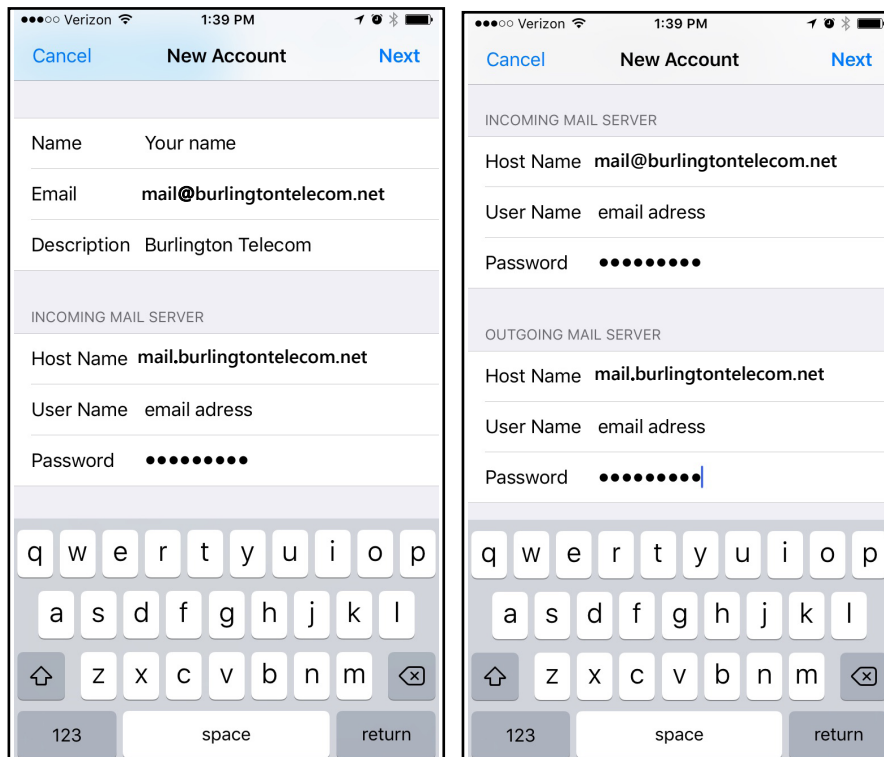 ●●●○○ Verizon 1:39 PM
Cancel New Account Next
Name Your name
Email mail@burlingtontelecom.net
Description Burlington Telecom
INCOMING MAIL SERVER
Host Name mail.burlingtontelecom.net
User Name email adress
Password ●●●●●●●●●
q w e r t y u i o p
a s d f g h j k l
z x c v b n m
123 space return
●●●○○ Verizon 1:39 PM
Cancel New Account Next
INCOMING MAIL SERVER
Host Name mail@burlingtontelecom.net
User Name email adress
Password ●●●●●●●●●
OUTGOING MAIL SERVER
Host Name mail.burlingtontelecom.net
User Name email adress
Password ●●●●●●●●●
q w e r t y u i o p
a s d f g h j k l
z x c v b n m
123 space return